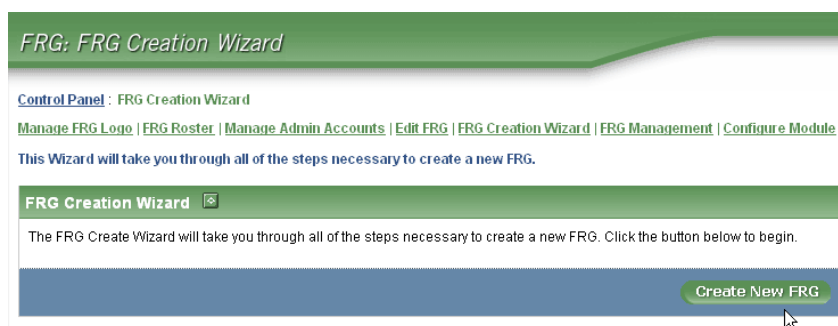 FRG: FRG Creation Wizard
Control Panel : FRG Creation Wizard
Manage FRG Logo | FRG Roster | Manage Admin Accounts | Edit FRG | FRG Creation Wizard | FRG Management | Configure Module
This Wizard will take you through all of the steps necessary to create a new FRG.
FRG Creation Wizard
The FRG Create Wizard will take you through all of the steps necessary to create a new FRG. Click the button below to begin.
Create New FRG